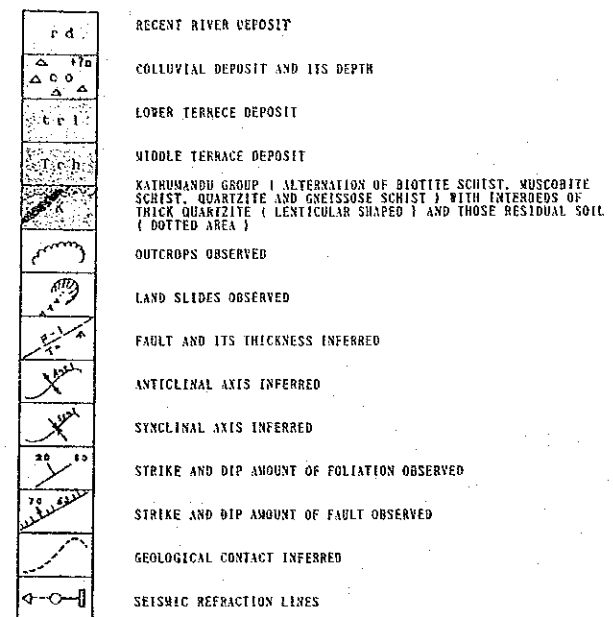 rd
RECENT RIVER DEPOSIT
COLLUVIAL DEPOSIT AND ITS DEPTH
trl
LOWER TERRECE DEPOSIT
Trh
MIDDLE TERRACE DEPOSIT
KATHUMANDU GROUP ( ALTERNATION OF BIOTITE SCHIST, MUSCOBITE
SCHIST, QUARTZITE AND GNEISSOSE SCHIST ) WITH INTERBEDS OF
THICK QUARTZITE ( LENTICULAR SHAPED ) AND THOSE RESIDUAL SOIL
( DOTTED AREA )
OUTCROPS OBSERVED
LAND SLIDES OBSERVED
F-1
FAULT AND ITS THICKNESS INFERRED
ANTICLINAL AXIS INFERRED
SYNCLINAL AXIS INFERRED
20
STRIKE AND DIP AMOUNT OF FOLIATION OBSERVED
70
STRIKE AND DIP AMOUNT OF FAULT OBSERVED
GEOLOGICAL CONTACT INFERRED
SEISMIC REFRACTION LINES